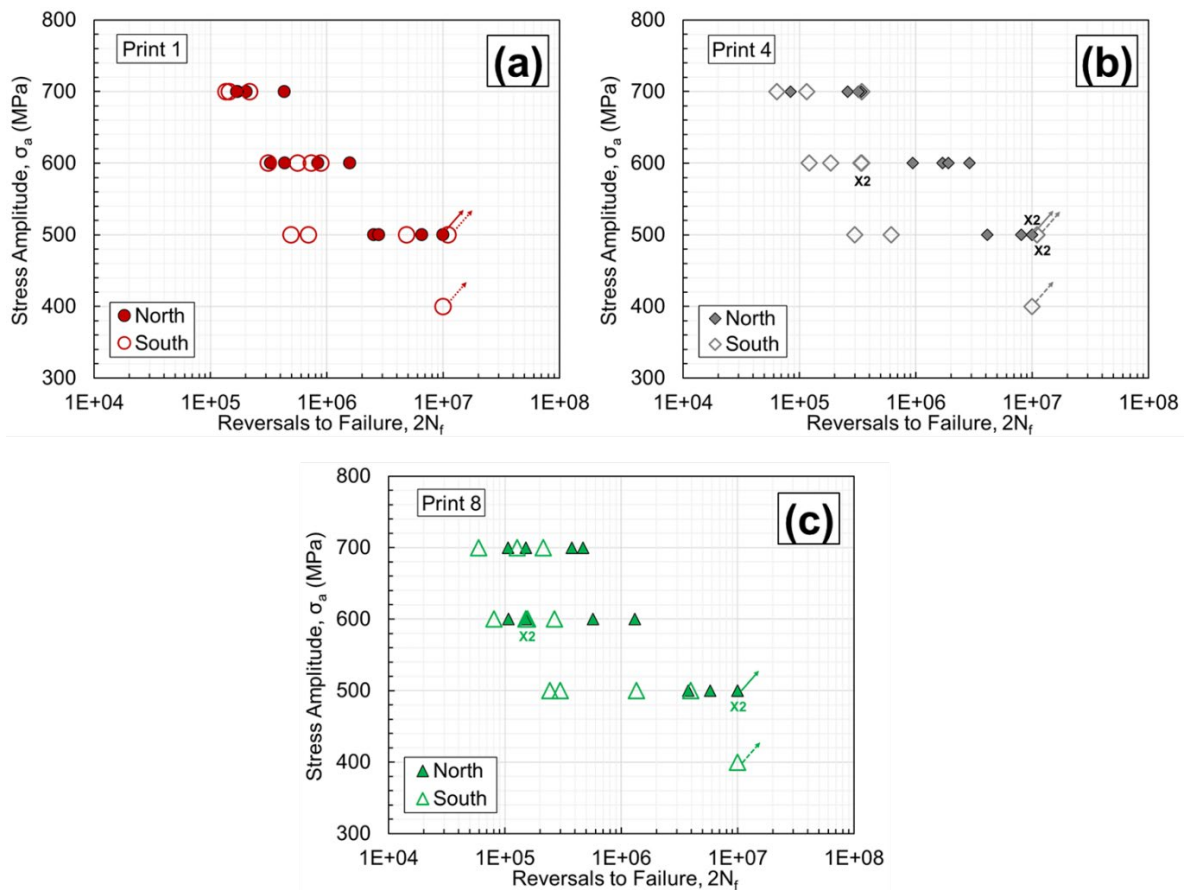 Print 1
(a)
Stress Amplitude, σa (MPa)
800
700
600
500
400
300
North
South
1E+04 1E+05 1E+06 1E+07 1E+08
Reversals to Failure, 2Nf
Print 4
(b)
Stress Amplitude, σa (MPa)
800
700
600
500
400
300
X2
X2
X2
North
South
1E+04 1E+05 1E+06 1E+07 1E+08
Reversals to Failure, 2Nf
Print 8
(c)
Stress Amplitude, σa (MPa)
800
700
600
500
400
300
X2
X2
North
South
1E+04 1E+05 1E+06 1E+07 1E+08
Reversals to Failure, 2Nf